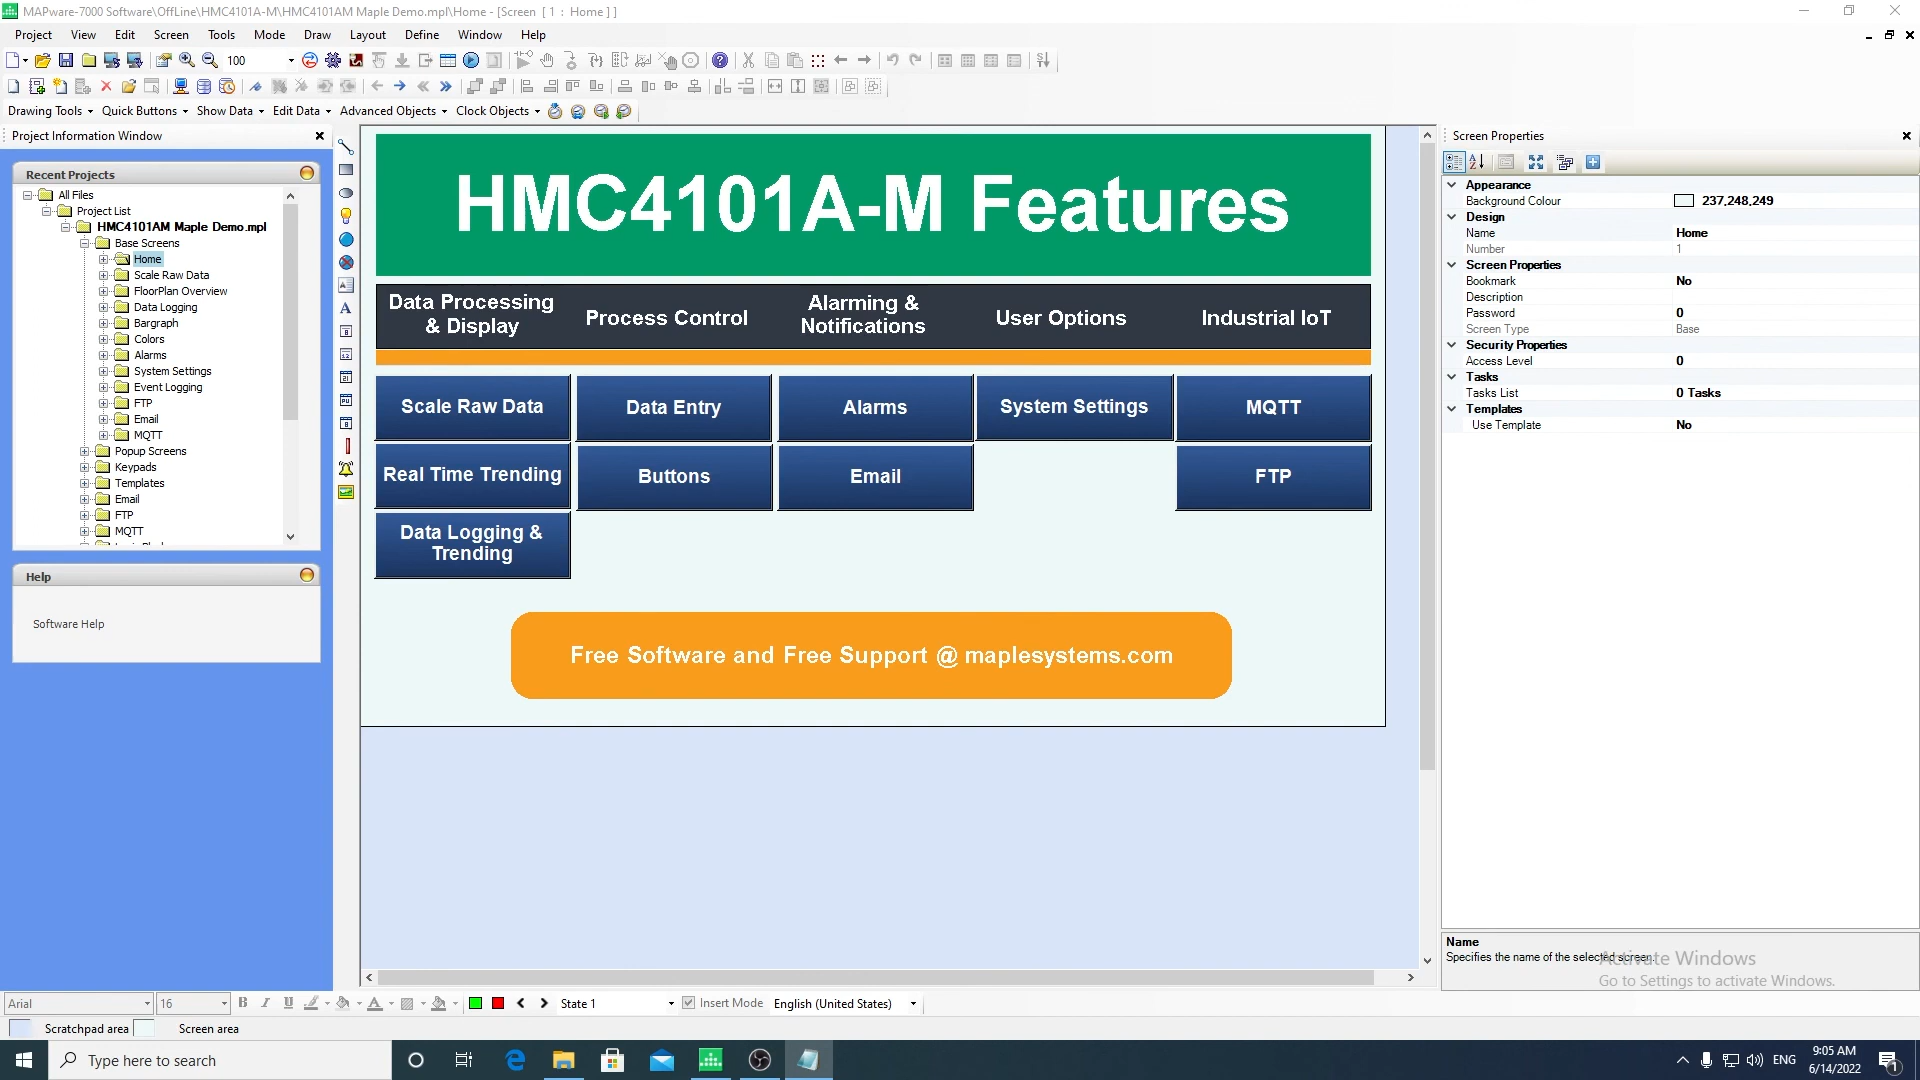 MAPware-7000 Software\OffLine\HMC4101A-M\HMC4101AM Maple Demo.mpl\Home - [Screen [ 1 : Home ] ]
Project View Edit Screen Tools Mode Draw Layout Define Window Help
100
Drawing Tools Quick Buttons Show Data Edit Data Advanced Objects Clock Objects
Project Information Window
Recent Projects
All Files
Project List
HMC4101AM Maple Demo.mpl
Base Screens
Home
Scale Raw Data
FloorPlan Overview
Data Logging
Bargraph
Colors
Alarms
System Settings
Event Logging
FTP
Email
MQTT
Popup Screens
Keypads
Templates
Email
FTP
MQTT
Help
Software Help
HMC4101A-M Features
Data Processing
& Display
Process Control
Alarming &
Notifications
User Options
Industrial IoT
Scale Raw Data
Data Entry
Alarms
System Settings
MQTT
Real Time Trending
Buttons
Email
FTP
Data Logging &
Trending
Free Software and Free Support @ maplesystems.com
Screen Properties
Appearance
Background Colour 237,248,249
Design
Name Home
Number 1
Screen Properties
Bookmark No
Description
Password 0
Screen Type Base
Security Properties
Access Level 0
Tasks
Tasks List 0 Tasks
Templates
Use Template No
Name
Specifies the name of the selected screen.
Activate Windows
Go to Settings to activate Windows.
Arial 16 B I U State 1 Insert Mode English (United States)
Scratchpad area Screen area
Type here to search
ENG
9:05 AM
6/14/2022
1